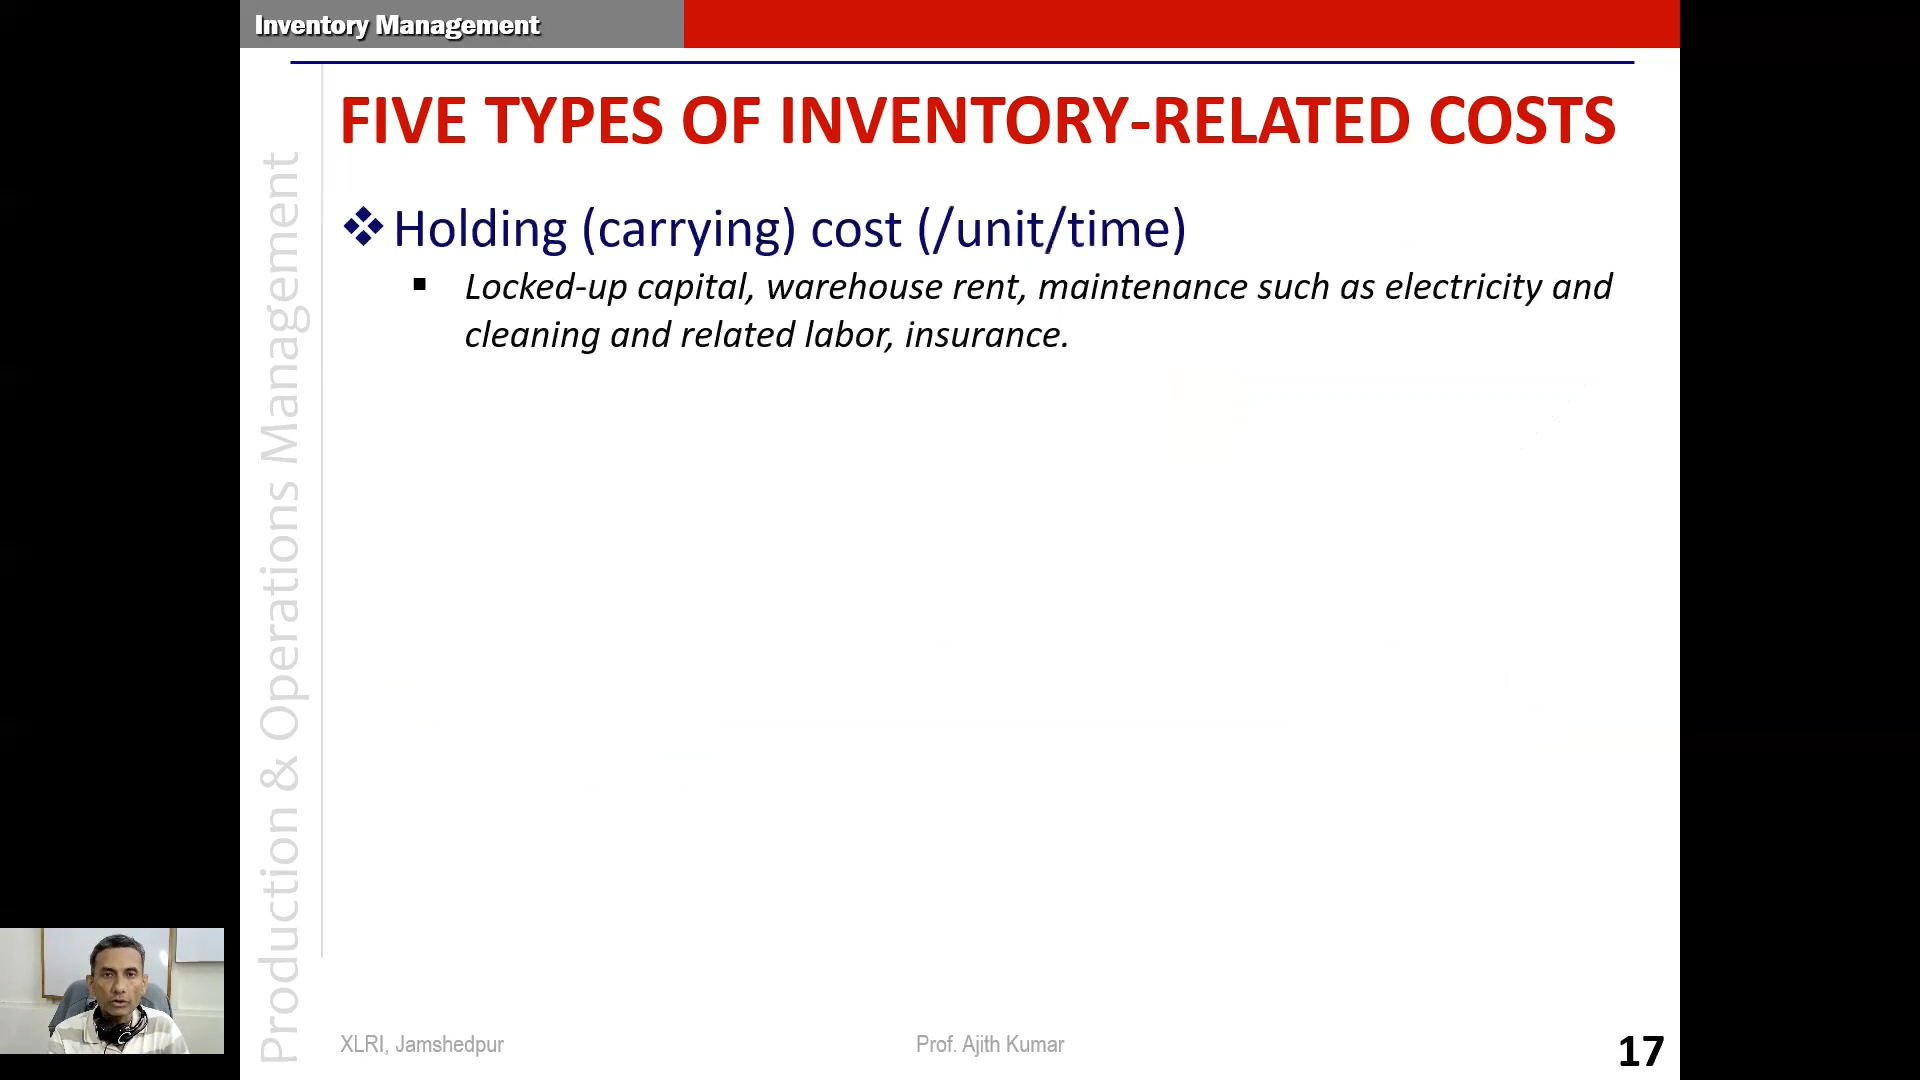 Inventory Management
FIVE TYPES OF INVENTORY-RELATED COSTS
Production & Operations Management
Holding (carrying) cost (/unit/time)
Locked-up capital, warehouse rent, maintenance such as electricity and
cleaning and related labor, insurance.
XLRI, Jamshedpur
Prof. Ajith Kumar
17